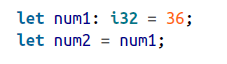 let num1: i32 = 36;
let num2 = num1;